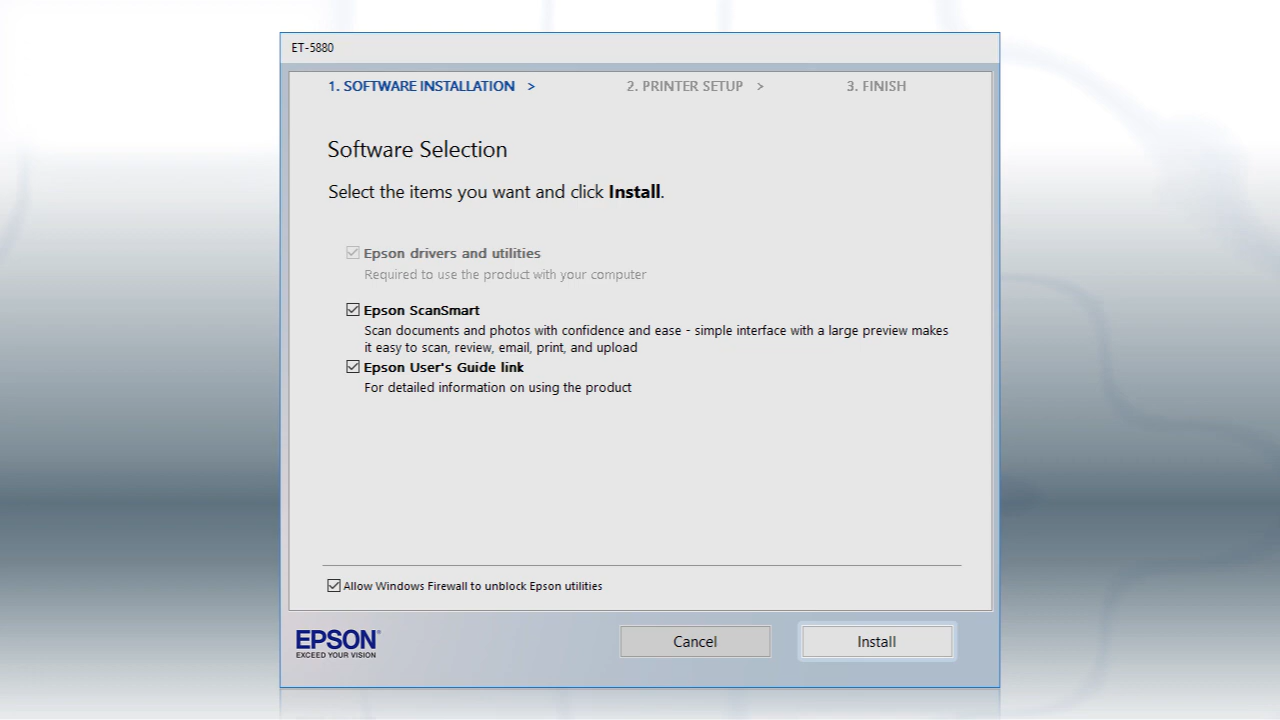 ET-5880
1. SOFTWARE INSTALLATION > 2. PRINTER SETUP > 3. FINISH
Software Selection
Select the items you want and click Install.
Epson drivers and utilities
Required to use the product with your computer
Epson ScanSmart
Scan documents and photos with confidence and ease - simple interface with a large preview makes
it easy to scan, review, email, print, and upload
Epson User's Guide link
For detailed information on using the product
Allow Windows Firewall to unblock Epson utilities
EPSON®
EXCEED YOUR VISION
Cancel
Install